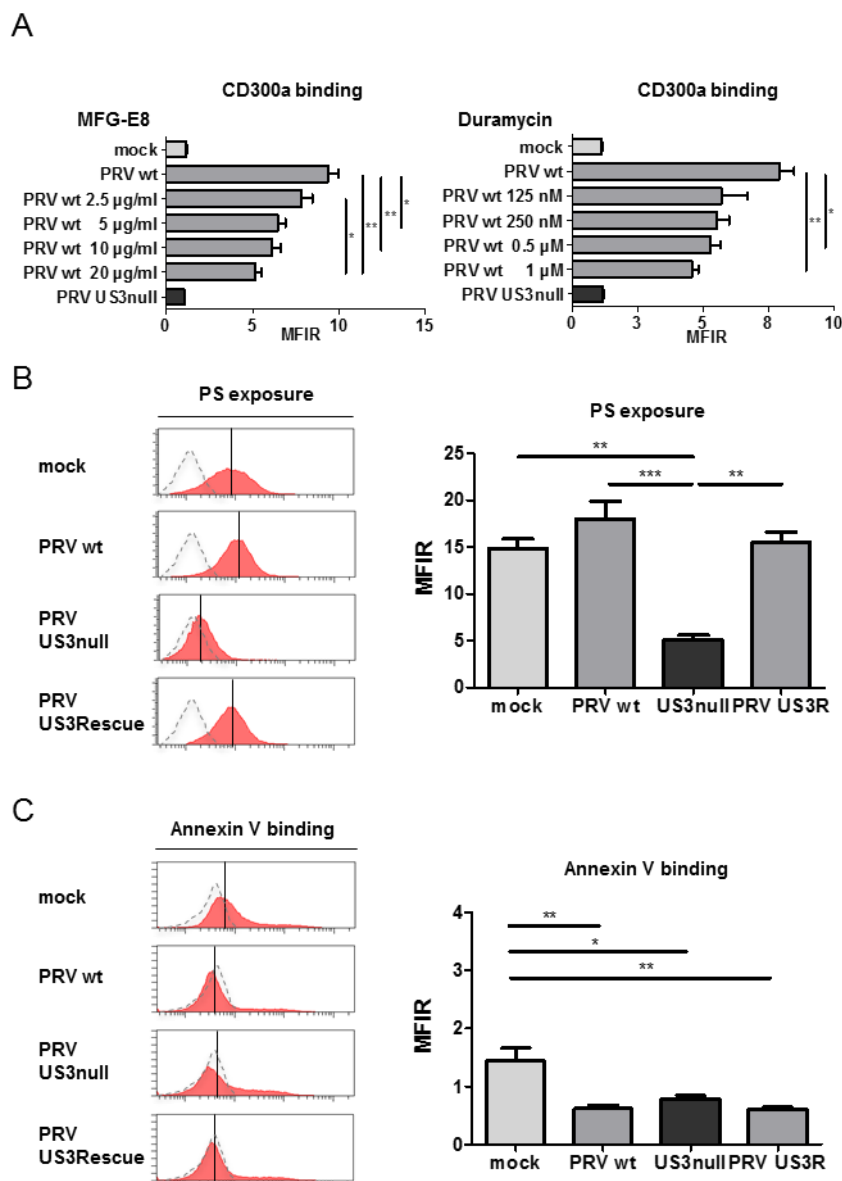 A
CD300a binding
MFG-E8
mock
PRV wt
PRV wt 2.5 µg/ml
PRV wt 5 µg/ml
PRV wt 10 µg/ml
PRV wt 20 µg/ml
PRV US3null
0 5 10 15
MFIR
* ** ** *
CD300a binding
Duramycin
mock
PRV wt
PRV wt 125 nM
PRV wt 250 nM
PRV wt 0.5 µM
PRV wt 1 µM
PRV US3null
0 3 5 8 10
MFIR
** *
B
PS exposure
mock
PRV wt
PRV
US3null
PRV
US3Rescue
PS exposure
25
20
15
10
5
0
MFIR
**
*** **
mock PRV wt US3null PRV US3R
C
Annexin V binding
mock
PRV wt
PRV
US3null
PRV
US3Rescue
Annexin V binding
4
3
2
1
0
MFIR
**
*
**
mock PRV wt US3null PRV US3R